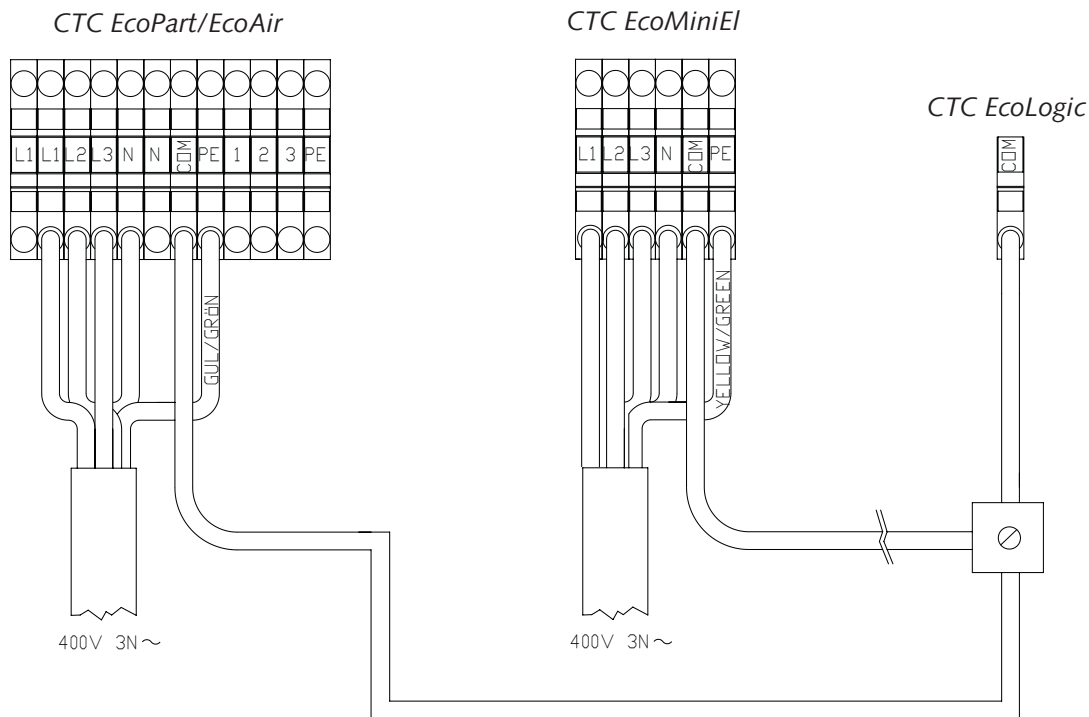 CTC EcoPart/EcoAir
CTC EcoMiniEl
CTC EcoLogic
L1 L1 L2 L3 N N COM PE 1 2 3 PE
L1 L2 L3 N COM PE
COM
GUL/GRÖN
YELLOW/GREEN
400V 3N~
400V 3N~